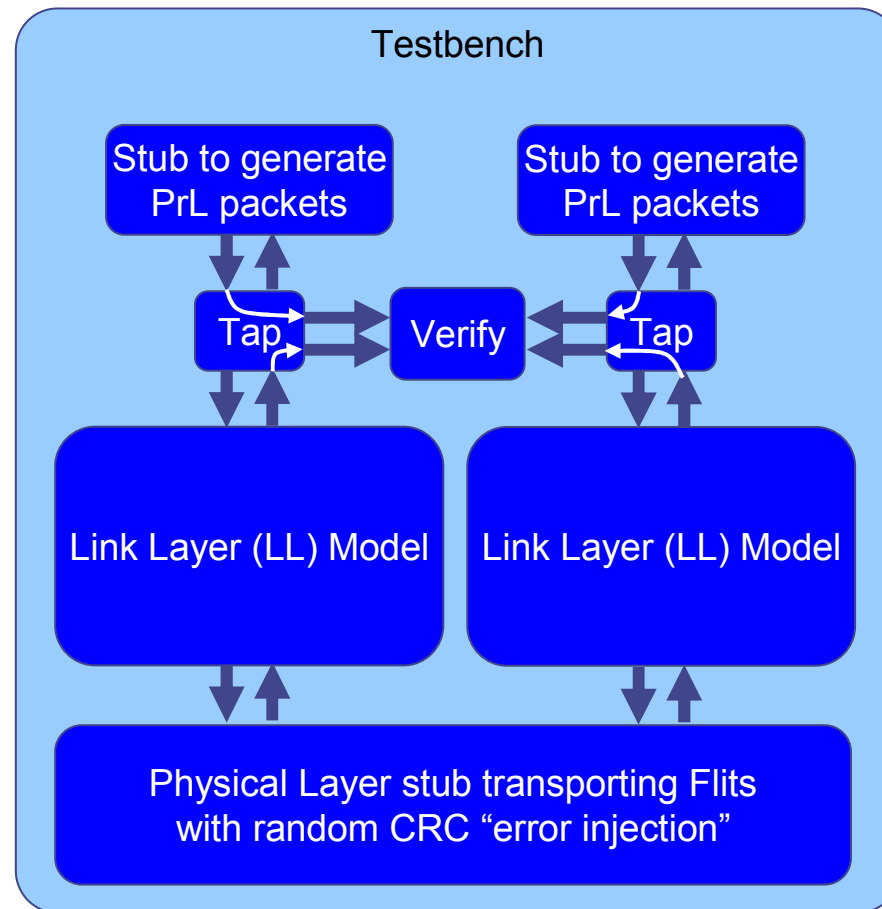 Testbench
Stub to generate
PrL packets
Stub to generate
PrL packets
Tap
Verify
Tap
Link Layer (LL) Model
Link Layer (LL) Model
Physical Layer stub transporting Flits
with random CRC “error injection”